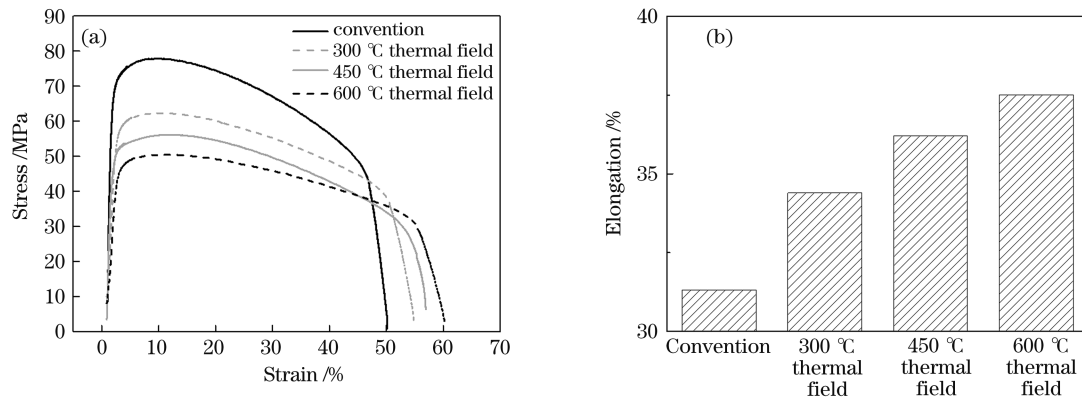 (a)
convention
300 ℃ thermal field
450 ℃ thermal field
600 ℃ thermal field
90
80
70
60
50
40
30
20
10
0
Stress /MPa
0 10 20 30 40 50 60 70
Strain /%
(b)
40
35
30
Elongation /%
Convention
300 ℃
thermal
field
450 ℃
thermal
field
600 ℃
thermal
field